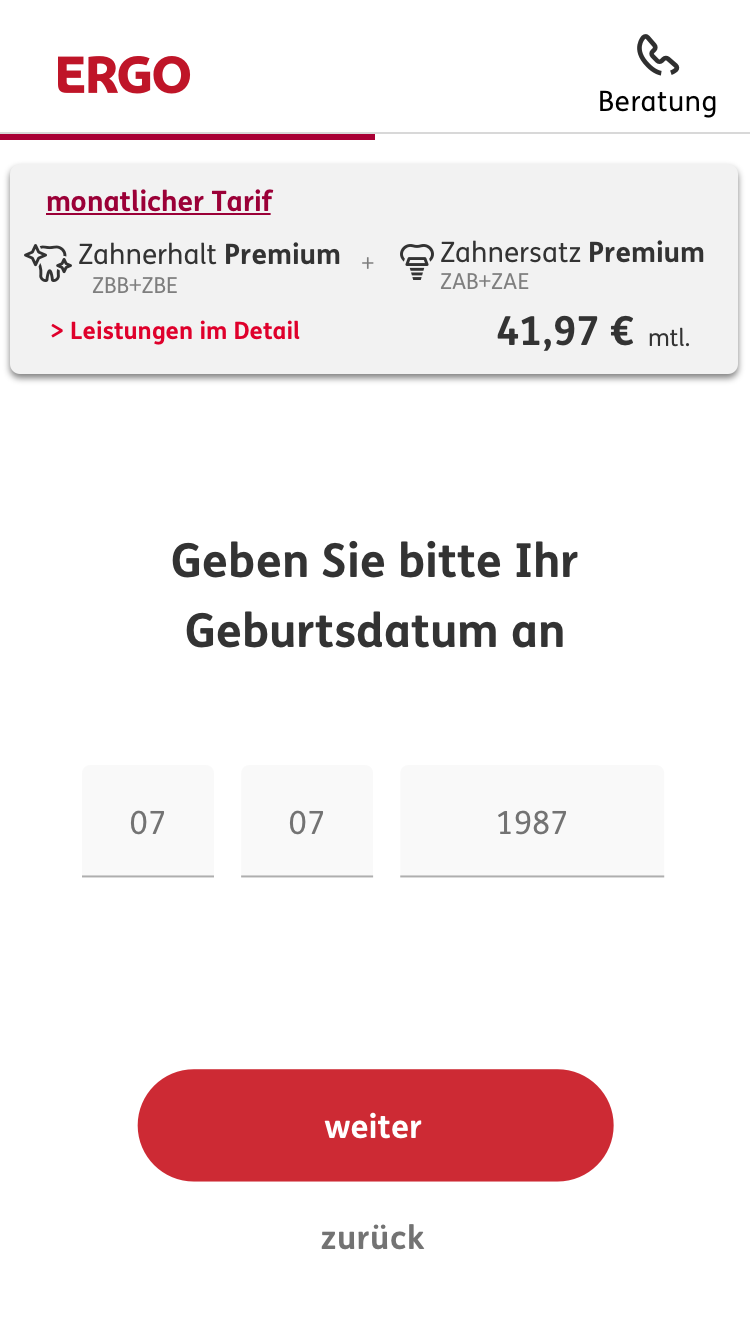 ERGO
Beratung
monatlicher Tarif
Zahnerhalt Premium + Zahnersatz Premium
ZBB+ZBE ZAB+ZAE
> Leistungen im Detail 41,97 € mtl.
Geben Sie bitte Ihr
Geburtsdatum an
07 07 1987
weiter
zurück